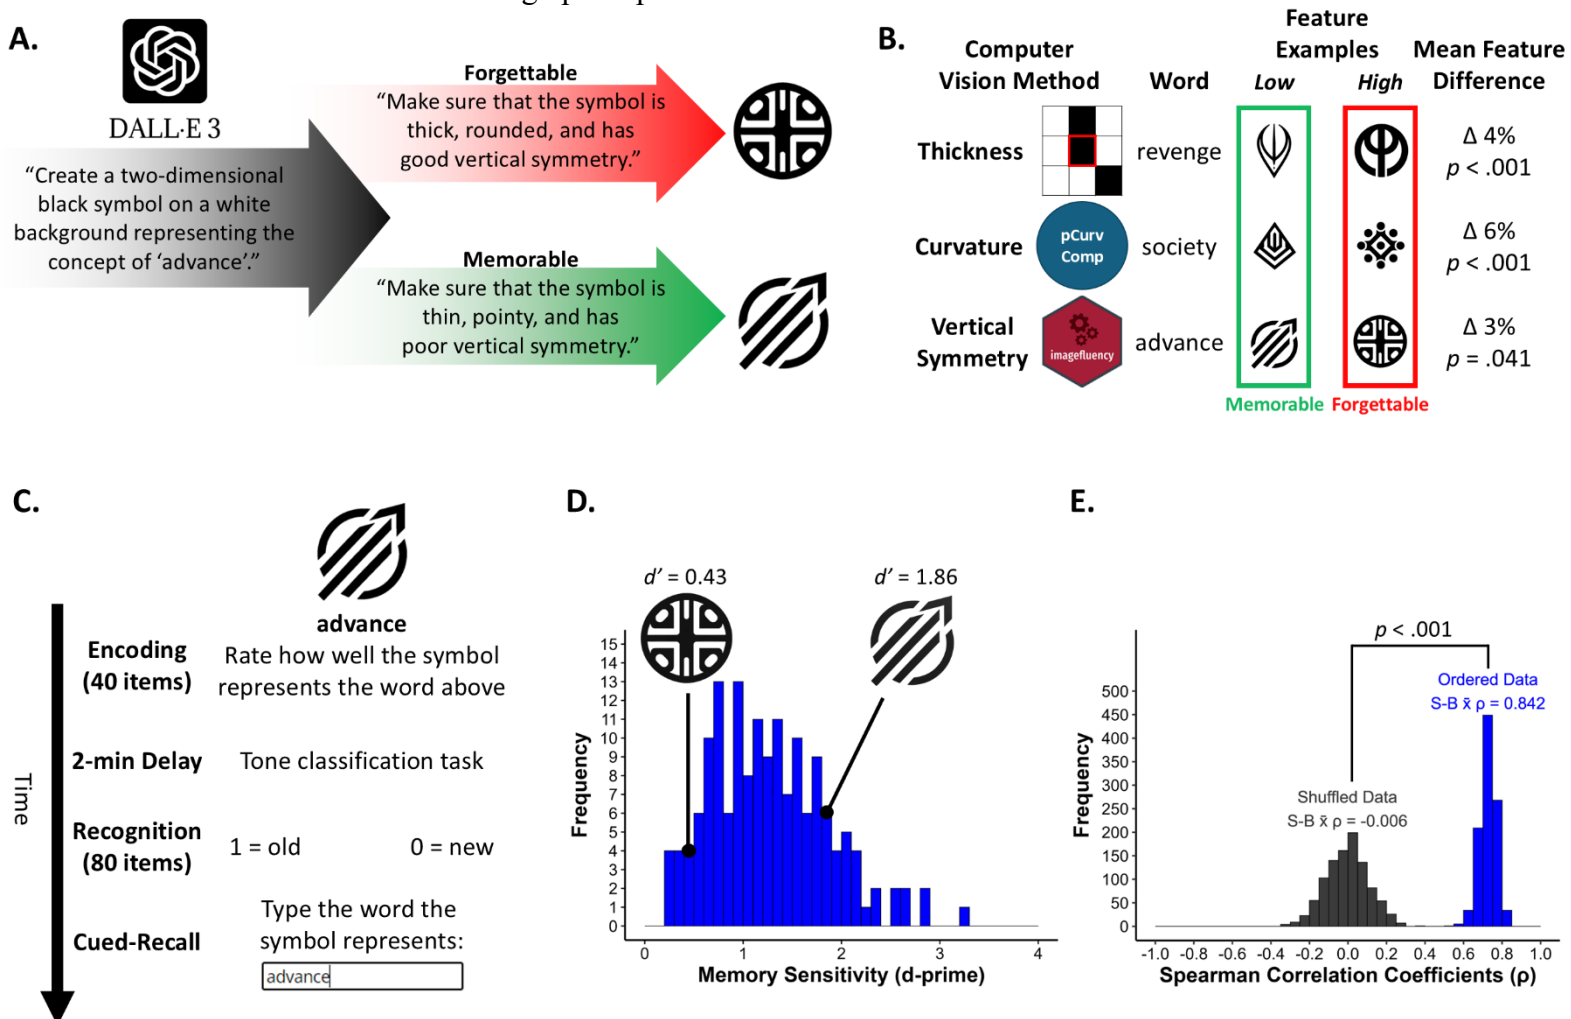 A.
DALL·E 3
“Create a two-dimensional
black symbol on a white
background representing the
concept of ‘advance’.”
Forgettable
“Make sure that the symbol is
thick, rounded, and has
good vertical symmetry.”
Memorable
“Make sure that the symbol is
thin, pointy, and has
poor vertical symmetry.”
B.
Computer
Vision Method
Word
Feature
Examples
Low
High
Mean Feature
Difference
Thickness
revenge
Δ 4%
p < .001
Curvature
pCurv
Comp
society
Δ 6%
p < .001
Vertical
Symmetry
imagefluency
advance
Δ 3%
p = .041
Memorable
Forgettable
C.
Time
advance
Encoding
(40 items)
Rate how well the symbol
represents the word above
2-min Delay
Tone classification task
Recognition
(80 items)
1 = old
0 = new
Cued-Recall
Type the word the
symbol represents:
advance
D.
d’ = 0.43
d’ = 1.86
Frequency
15
14
13
12
11
10
9
8
7
6
5
4
3
2
1
0
0
1
2
3
4
Memory Sensitivity (d-prime)
E.
p < .001
Ordered Data
S-B x̄ ρ = 0.842
Shuffled Data
S-B x̄ ρ = -0.006
Frequency
500
450
400
350
300
250
200
150
100
50
0
-1.0 -0.8 -0.6 -0.4 -0.2 0.0 0.2 0.4 0.6 0.8 1.0
Spearman Correlation Coefficients (ρ)